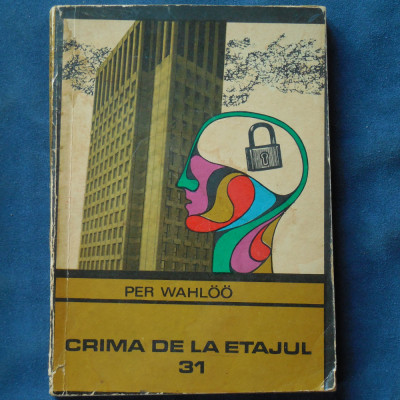 PER WAHLÖÖ
CRIMA DE LA ETAJUL
31